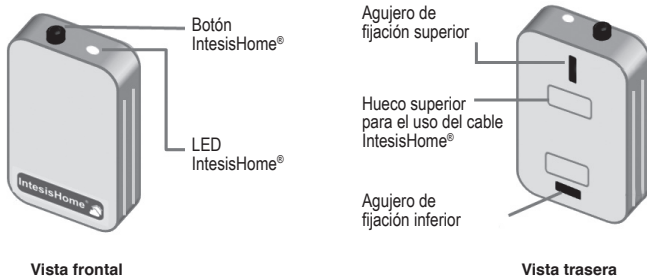 Botón
IntesisHome®
LED
IntesisHome®
IntesisHome®
Vista frontal
Agujero de
fijación superior
Hueco superior
para el uso del cable
IntesisHome®
Agujero de
fijación inferior
Vista trasera